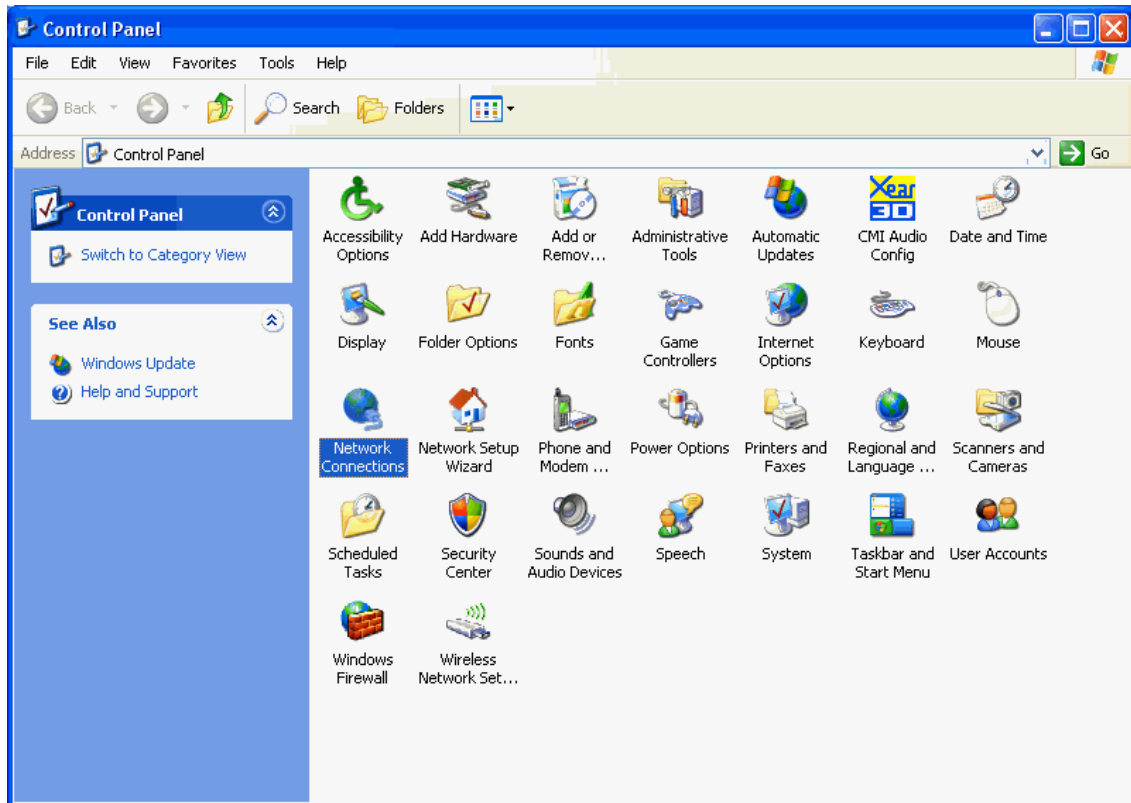 Control Panel
File Edit View Favorites Tools Help
Back Search Folders
Address Control Panel Go
Control Panel
Switch to Category View
See Also
Windows Update
Help and Support
Accessibility Options
Add Hardware
Add or Remov...
Administrative Tools
Automatic Updates
Xear 3D
CMI Audio Config
Date and Time
Display
Folder Options
Fonts
Game Controllers
Internet Options
Keyboard
Mouse
Network Connections
Network Setup Wizard
Phone and Modem ...
Power Options
Printers and Faxes
Regional and Language ...
Scanners and Cameras
Scheduled Tasks
Security Center
Sounds and Audio Devices
Speech
System
Taskbar and Start Menu
User Accounts
Windows Firewall
Wireless Network Set...